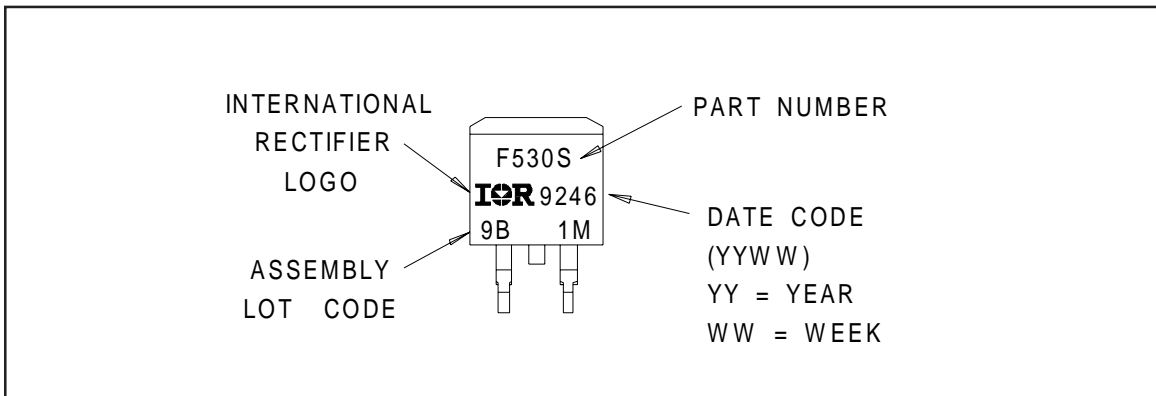 INTERNATIONAL
RECTIFIER
LOGO
ASSEMBLY
LOT CODE
F530S
IOR 9246
9B 1M
PART NUMBER
DATE CODE
(YYWW)
YY = YEAR
WW = WEEK